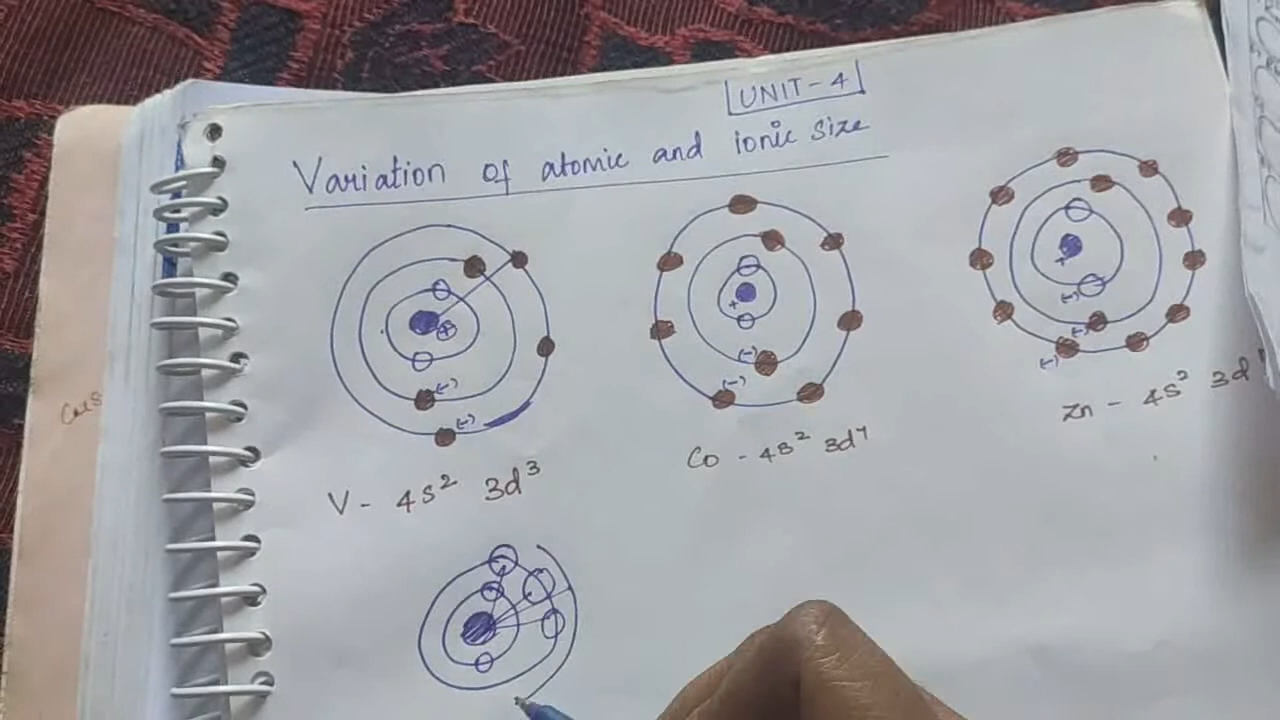 UNIT-4
Variation of atomic and ionic size
+
(-)
(-)
V - 4s² 3d³
+
(-)
(-)
Co - 4s² 3d⁷
+
(-)
(-)
(-)
Zn - 4s² 3d